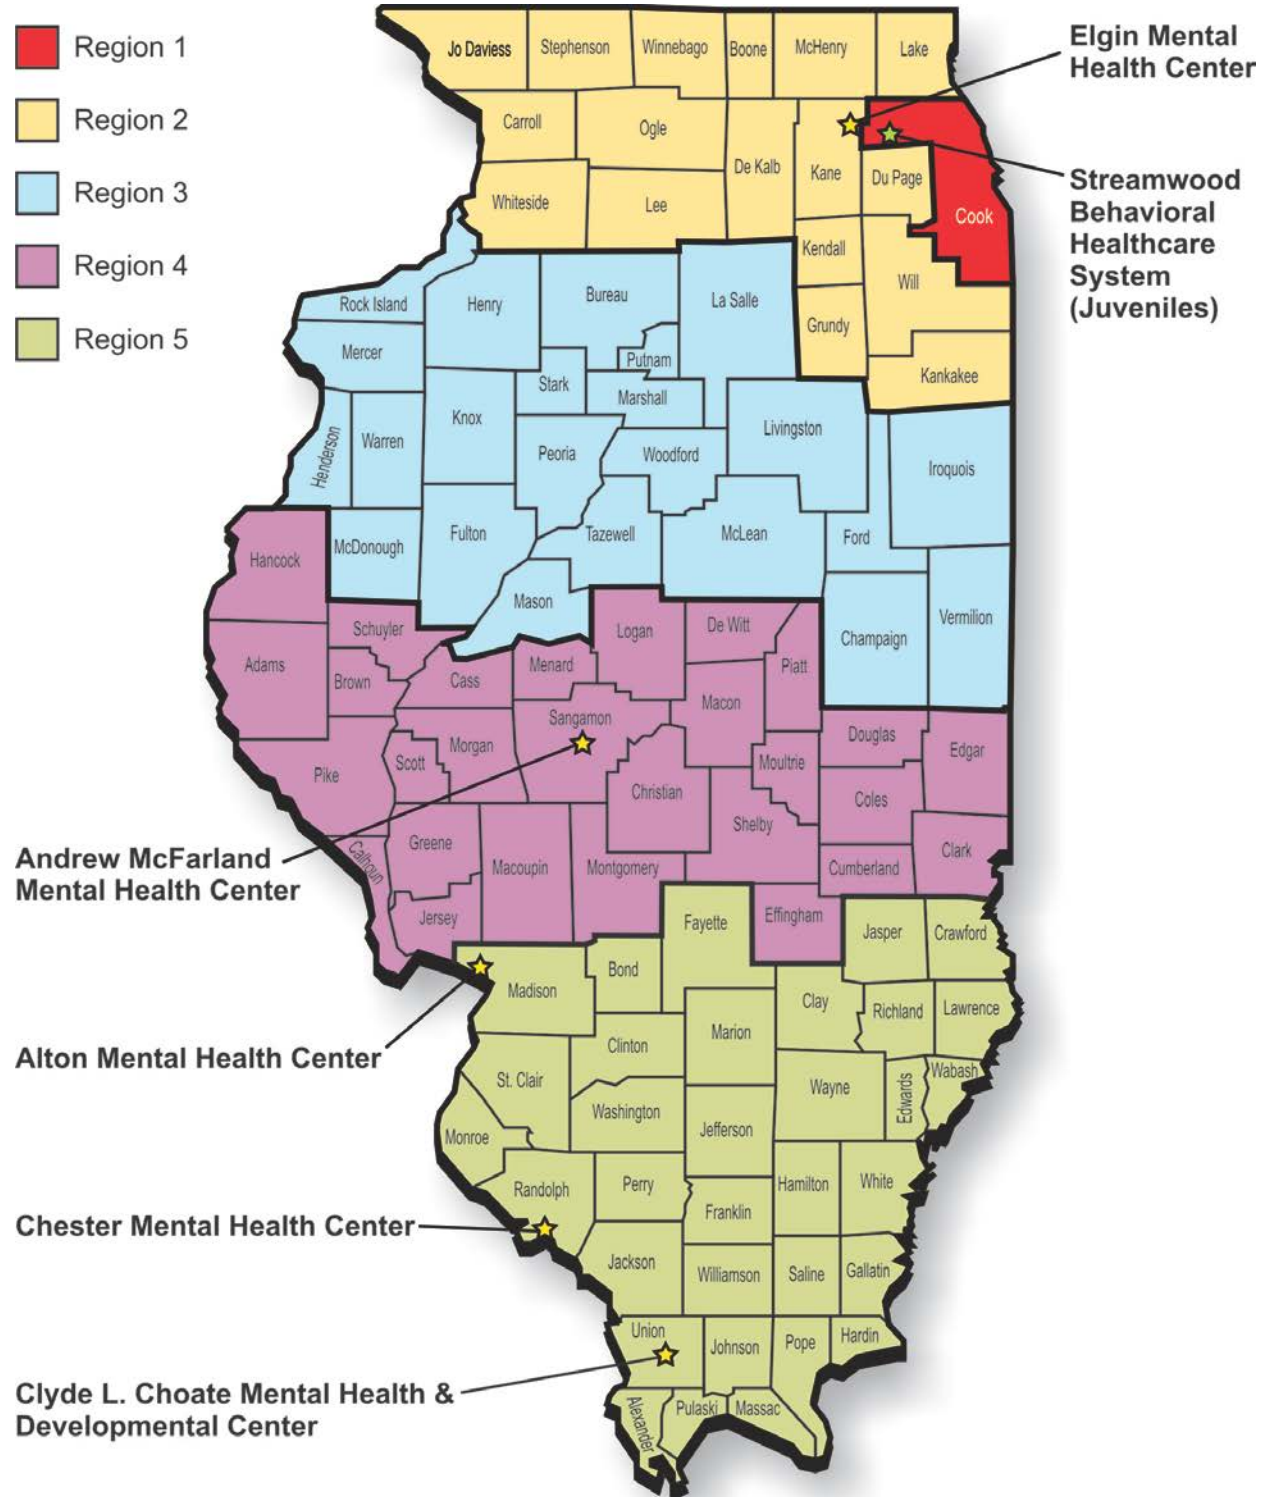 Region 1
Region 2
Region 3
Region 4
Region 5
Elgin Mental
Health Center
Streamwood
Behavioral
Healthcare
System
(Juveniles)
Andrew McFarland
Mental Health Center
Alton Mental Health Center
Chester Mental Health Center
Clyde L. Choate Mental Health &
Developmental Center
Jo Daviess
Stephenson
Winnebago
Boone
McHenry
Lake
Carroll
Ogle
De Kalb
Kane
Du Page
Cook
Whiteside
Lee
Kendall
Will
Grundy
Kankakee
Rock Island
Henry
Bureau
La Salle
Mercer
Putnam
Stark
Marshall
Knox
Henderson
Warren
Peoria
Woodford
Livingston
Iroquois
McDonough
Fulton
Tazewell
McLean
Ford
Mason
Champaign
Vermilion
Hancock
Schuyler
Logan
De Witt
Adams
Brown
Cass
Menard
Piatt
Macon
Sangamon
Pike
Scott
Morgan
Christian
Moultrie
Douglas
Edgar
Coles
Shelby
Calhoun
Greene
Macoupin
Montgomery
Cumberland
Clark
Jersey
Fayette
Effingham
Jasper
Crawford
Bond
Madison
Clay
Richland
Lawrence
Marion
Clinton
St. Clair
Wayne
Edwards
Wabash
Washington
Jefferson
Monroe
Randolph
Perry
Hamilton
White
Franklin
Jackson
Williamson
Saline
Gallatin
Union
Johnson
Pope
Hardin
Alexander
Pulaski
Massac